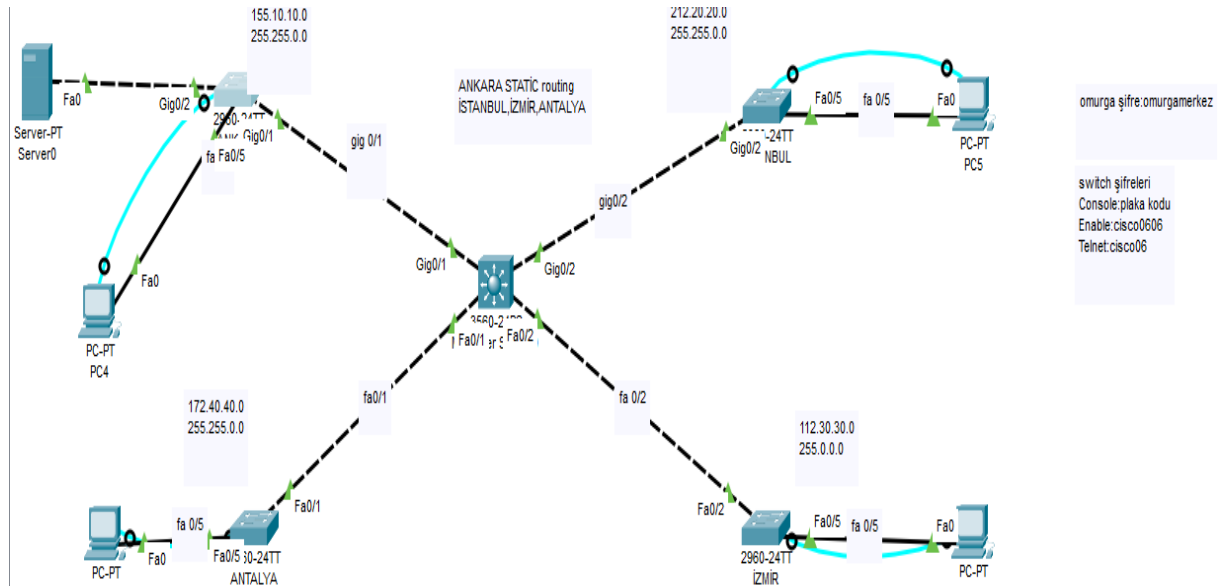 155.10.10.0
255.255.0.0
212.20.20.0
255.255.0.0
ANKARA STATİC routing
İSTANBUL,İZMİR,ANTALYA
omurga şifre:omurgamerkez
switch şifreleri
Console:plaka kodu
Enable:cisco0606
Telnet:cisco06
Fa0
Gig0/2
Server-PT
Server0
2960-24TT
Gig0/1
fa
Fa0/5
gig 0/1
Fa0
PC-PT
PC4
Fa0/5
fa 0/5
Fa0
-24TT
NBUL
Gig0/2
PC-PT
PC5
gig0/2
Gig0/1
Gig0/2
Fa0/1
Fa0/2
172.40.40.0
255.255.0.0
fa0/1
fa 0/2
112.30.30.0
255.0.0.0
Fa0/1
fa 0/5
Fa0
Fa0/5
PC-PT
60-24TT
ANTALYA
Fa0/2
Fa0/5
fa 0/5
Fa0
2960-24TT
İZMİR
PC-PT